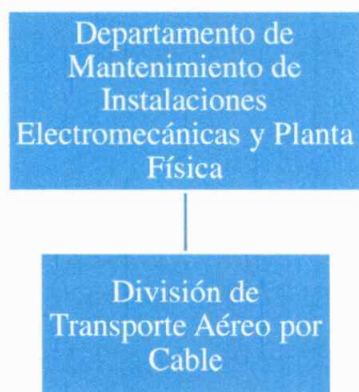 Departamento de
Mantenimiento de
Instalaciones
Electromecánicas y Planta
Física
División de
Transporte Aéreo por
Cable